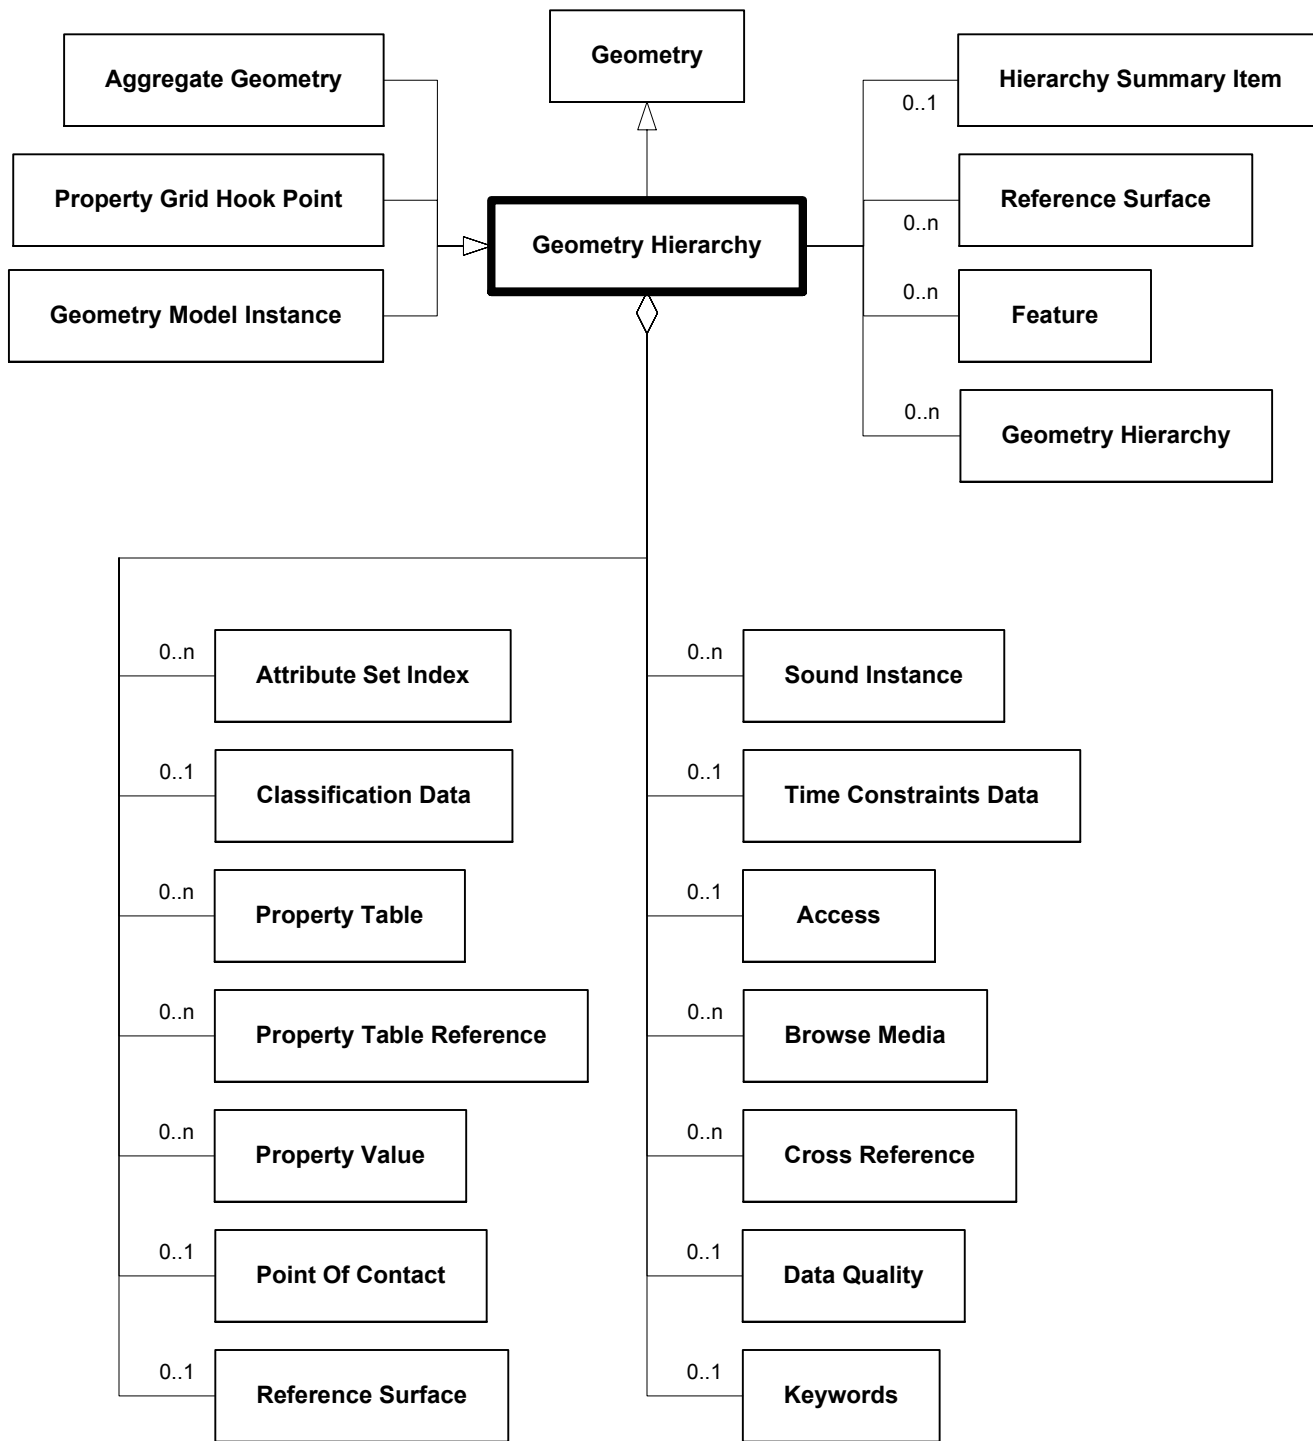 Geometry
Aggregate Geometry
Hierarchy Summary Item
0..1
Property Grid Hook Point
Reference Surface
0..n
Geometry Hierarchy
0..n
Geometry Model Instance
Feature
0..n
Geometry Hierarchy
0..n
Attribute Set Index
0..n
Sound Instance
0..1
Classification Data
0..1
Time Constraints Data
0..n
Property Table
0..1
Access
0..n
Property Table Reference
0..n
Browse Media
0..n
Property Value
0..n
Cross Reference
0..1
Point Of Contact
0..1
Data Quality
0..1
Reference Surface
0..1
Keywords